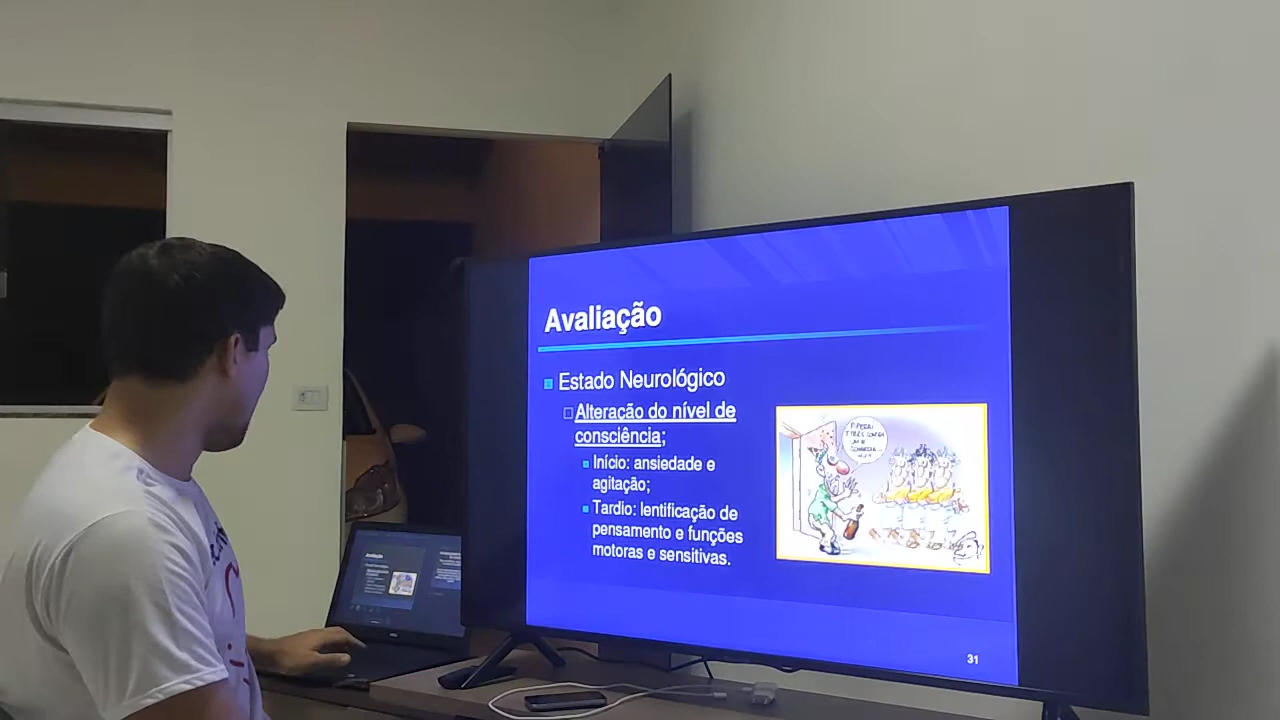 Avaliação
Estado Neurológico
Alteração do nível de
consciência;
Início: ansiedade e
agitação;
Tardio: lentificação de
pensamento e funções
motoras e sensitivas.
31
Avaliação